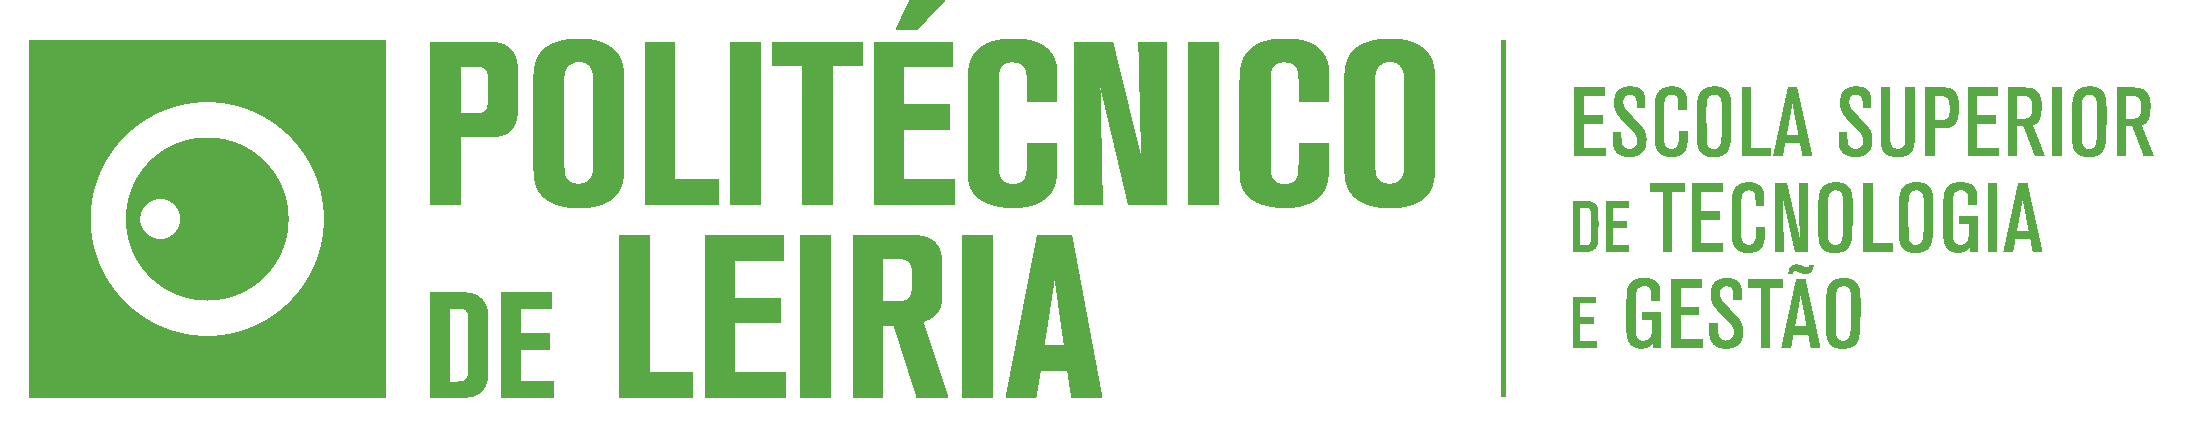 POLITÉCNICO
DE LEIRIA
ESCOLA SUPERIOR
DE TECNOLOGIA
E GESTÃO